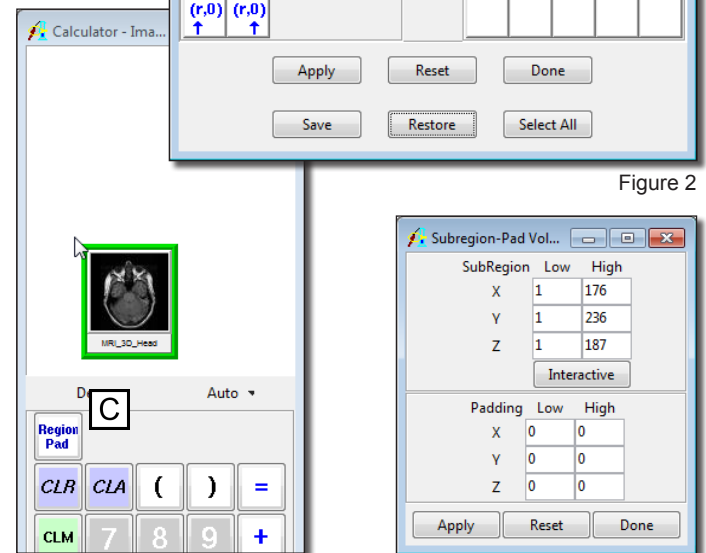 (r,0) (r,0)
Calculator - Ima...
Apply Reset Done
Save Restore Select All
Figure 2
MRI_3D_Head
Auto
C
Region
Pad
CLR CLA ( ) =
CLM 7 8 9 +
Subregion-Pad Vol...
SubRegion Low High
X 1 176
Y 1 236
Z 1 187
Interactive
Padding Low High
X 0 0
Y 0 0
Z 0 0
Apply Reset Done